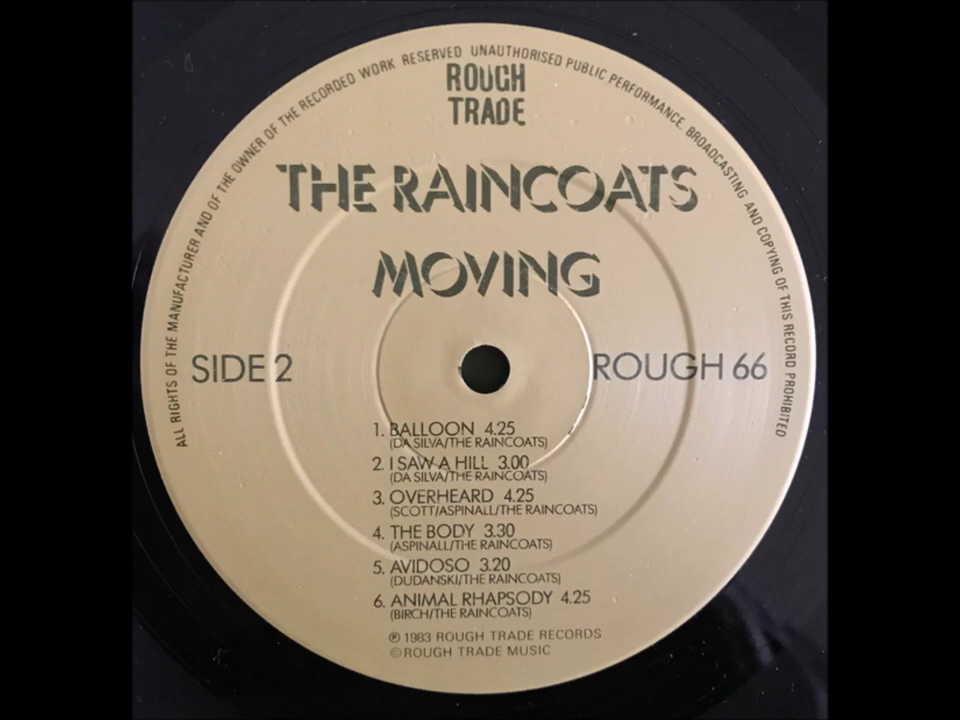 ALL RIGHTS OF THE MANUFACTURER AND OF THE OWNER OF THE RECORDED WORK RESERVED UNAUTHORISED PUBLIC PERFORMANCE. BROADCASTING AND COPYING OF THIS RECORD PROHIBITED
ROUGH
TRADE
THE RAINCOATS
MOVING
SIDE 2
ROUGH 66
1. BALLOON 4.25
(DA SILVA/THE RAINCOATS)
2. I SAW A HILL 3.00
(DA SILVA/THE RAINCOATS)
3. OVERHEARD 4.25
(SCOTT/ASPINALL/THE RAINCOATS)
4. THE BODY 3.30
(ASPINALL/THE RAINCOATS)
5. AVIDOSO 3.20
(DUDANSKI/THE RAINCOATS)
6. ANIMAL RHAPSODY 4.25
(BIRCH/THE RAINCOATS)
℗ 1983 ROUGH TRADE RECORDS
© ROUGH TRADE MUSIC